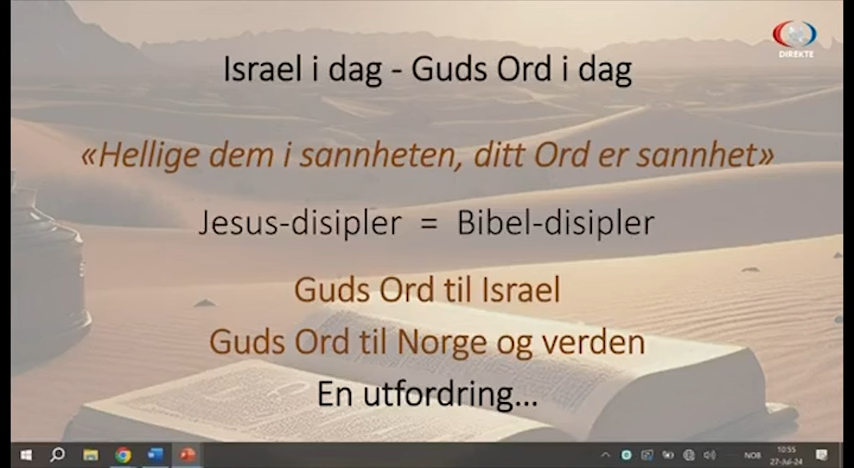 DIREKTE
Israel i dag - Guds Ord i dag
«Hellige dem i sannheten, ditt Ord er sannhet»
Jesus-disipler = Bibel-disipler
Guds Ord til Israel
Guds Ord til Norge og verden
En utfordring...
NOB
10:55
27-Jul-24